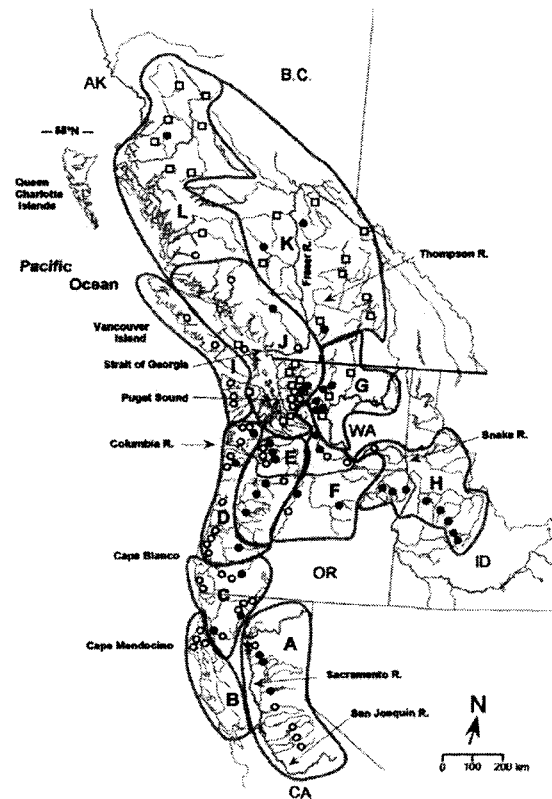 AK
B.C.
Queen
Charlotte
Islands
L
K
Fraser R.
Thompson R.
Pacific
Ocean
Vancouver
Island
J
Strait of Georgia
I
G
Puget Sound
WA
Columbia R.
Snake R.
E
H
F
D
Cape Blanco
OR
ID
C
Cape Mendocino
A
Sacramento R.
B
San Joaquin R.
N
0 100 200 km
CA